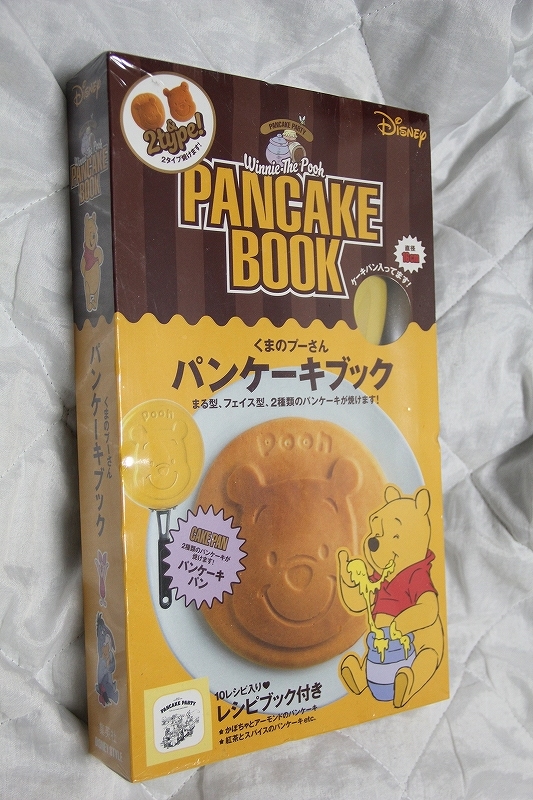 2type!
2タイプ焼けます!
Disney
PANCAKE PARTY
Winnie The Pooh
PANCAKE
BOOK
直径
ケーキパン入ってます!
くまのプーさん
パンケーキブック
まる型、フェイス型、2種類のパンケーキが焼けます!
pooh
pooh
CAKE PAN
2種類のパンケーキが
焼けます!
パンケーキ
パン
10レシピ入り♥
レシピブック付き
★かぼちゃとアーモンドのパンケーキ
★紅茶とスパイスのパンケーキetc.
PANCAKE PARTY
Disney
Winnie The Pooh
PANCAKE
BOOK
くまのプーさん
パンケーキブック